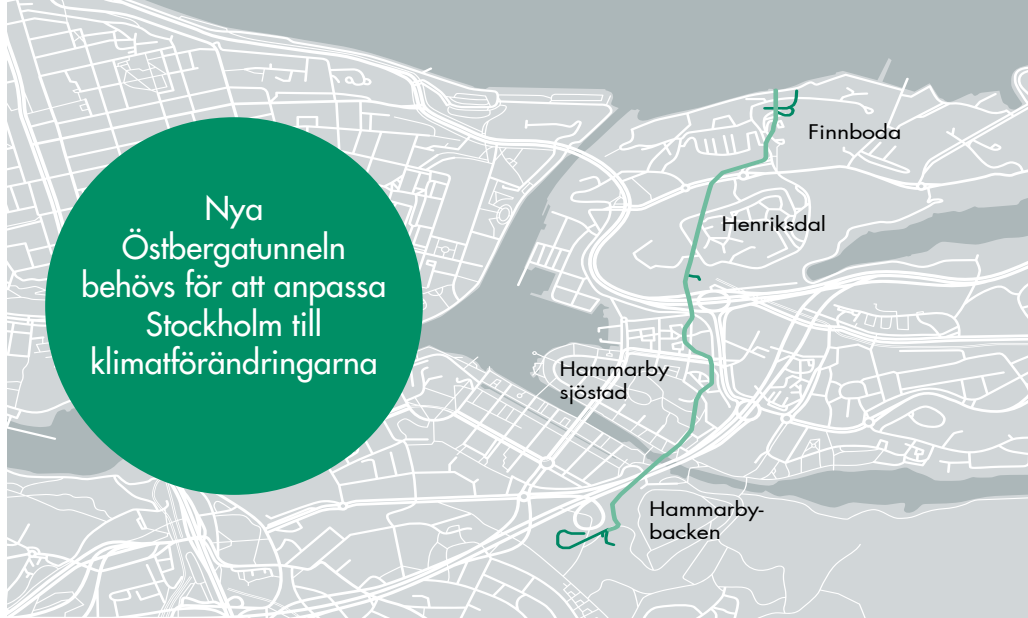 Nya
Östbergatunneln
behövs för att anpassa
Stockholm till
klimatförändringarna
Finnboda
Henriksdal
Hammarby
sjöstad
Hammarby-
backen